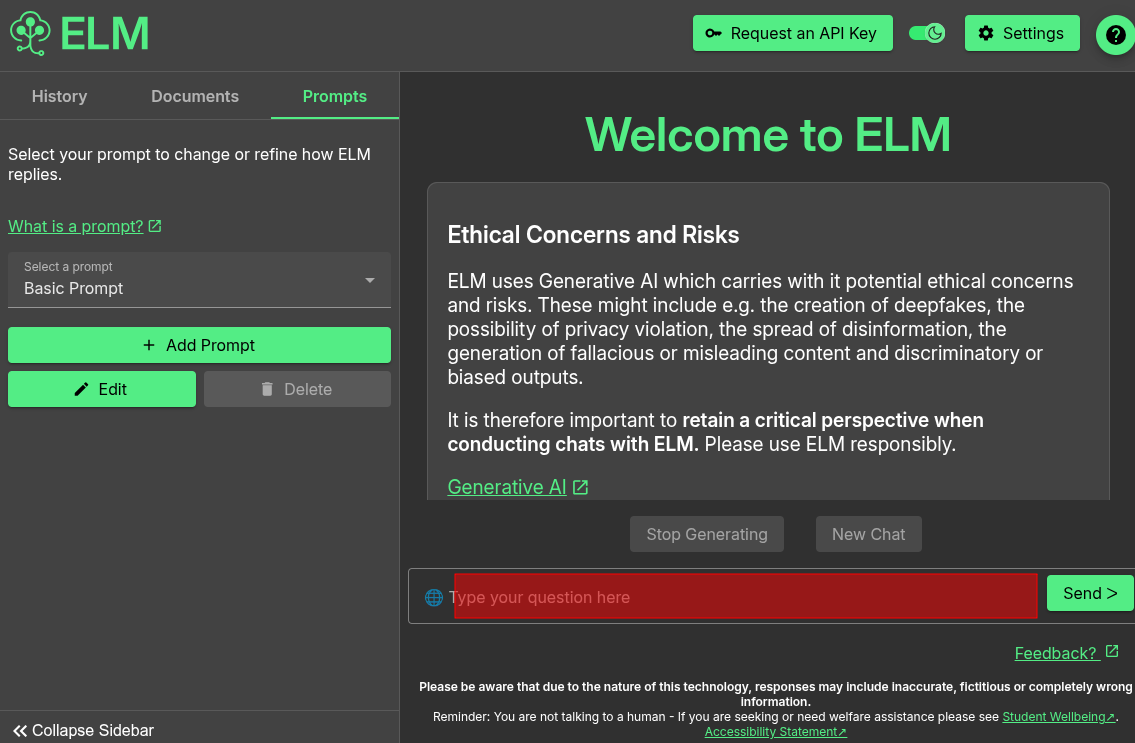 ELM
Request an API Key
Settings
History
Documents
Prompts
Select your prompt to change or refine how ELM
replies.
What is a prompt?
Select a prompt
Basic Prompt
+ Add Prompt
Edit
Delete
Collapse Sidebar
Welcome to ELM
Ethical Concerns and Risks
ELM uses Generative AI which carries with it potential ethical concerns
and risks. These might include e.g. the creation of deepfakes, the
possibility of privacy violation, the spread of disinformation, the
generation of fallacious or misleading content and discriminatory or
biased outputs.
It is therefore important to retain a critical perspective when
conducting chats with ELM. Please use ELM responsibly.
Generative AI
Stop Generating
New Chat
Type your question here
Send >
Feedback?
Please be aware that due to the nature of this technology, responses may include inaccurate, fictitious or completely wrong
information.
Reminder: You are not talking to a human - If you are seeking or need welfare assistance please see Student Wellbeing↗.
Accessibility Statement↗